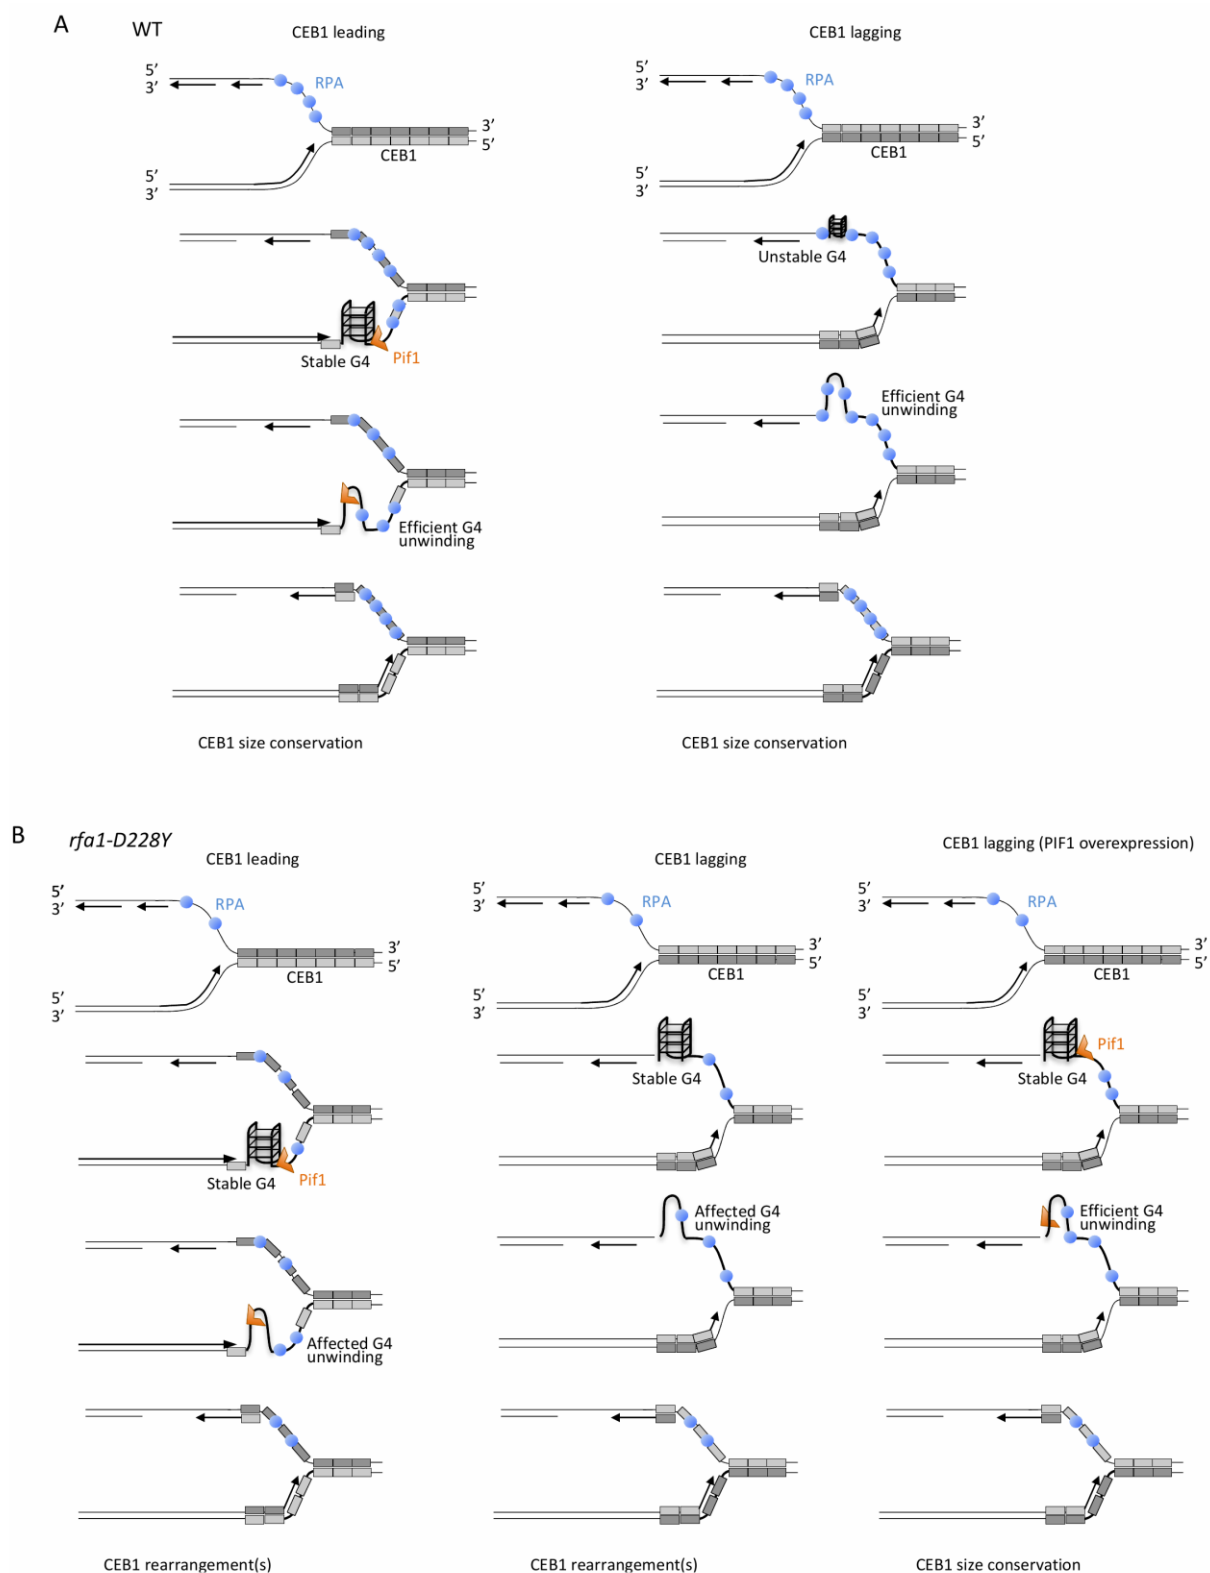 A
WT
CEB1 leading
CEB1 lagging
5’
3’
RPA
3’
5’
CEB1
5’
3’
5’
3’
RPA
3’
5’
CEB1
5’
3’
Stable G4
Pif1
Unstable G4
Efficient G4
unwinding
Efficient G4
unwinding
CEB1 size conservation
CEB1 size conservation
B
rfa1-D228Y
CEB1 leading
CEB1 lagging
CEB1 lagging (PIF1 overexpression)
5’
3’
RPA
3’
5’
CEB1
5’
3’
5’
3’
RPA
3’
5’
CEB1
5’
3’
5’
3’
RPA
3’
5’
CEB1
5’
3’
Stable G4
Pif1
Stable G4
Stable G4
Pif1
Affected G4
unwinding
Affected G4
unwinding
Efficient G4
unwinding
CEB1 rearrangement(s)
CEB1 rearrangement(s)
CEB1 size conservation